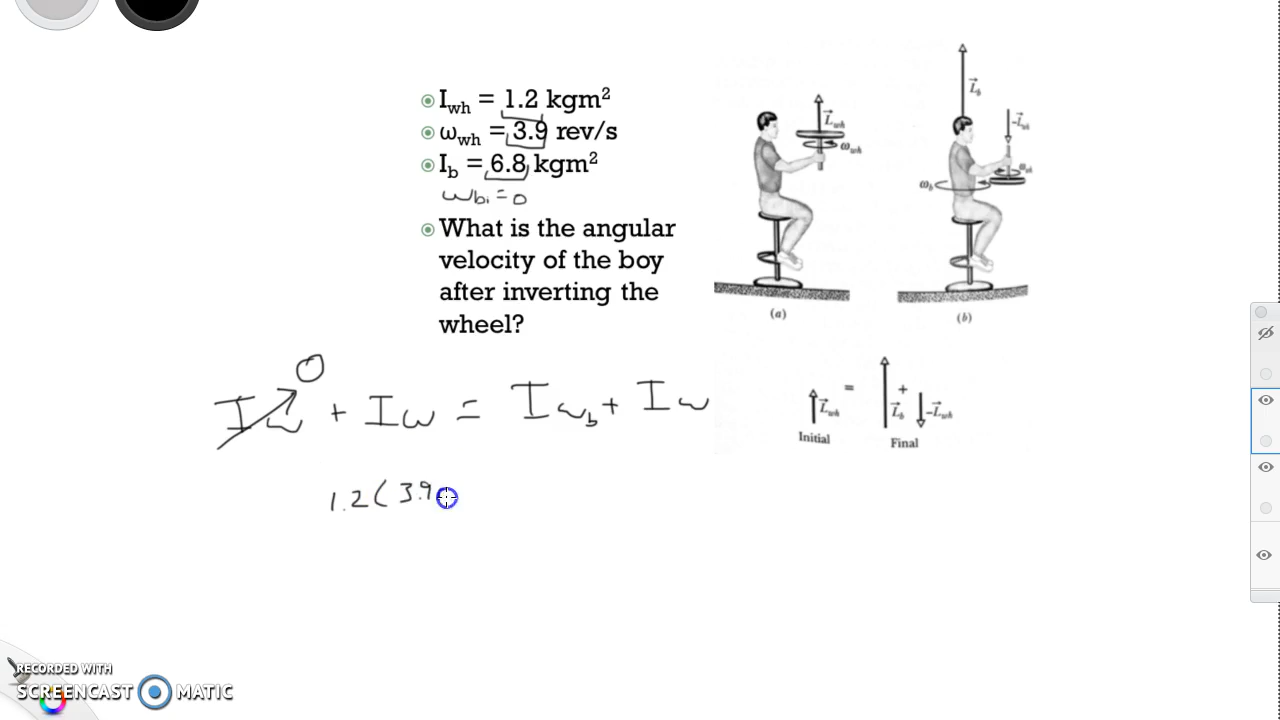 I_wh = 1.2 kgm²
ω_wh = 3.9 rev/s
I_b = 6.8 kgm²
ω_bi = 0
What is the angular
velocity of the boy
after inverting the
wheel?
L_wh
ω_wh
(a)
L_b
-L_wh
ω_wh
ω_b
(b)
0
Iω + Iω = Iω_b + Iω
L_wh = L_b + -L_wh
Initial Final
1.2(3.9
RECORDED WITH
SCREENCAST MATIC